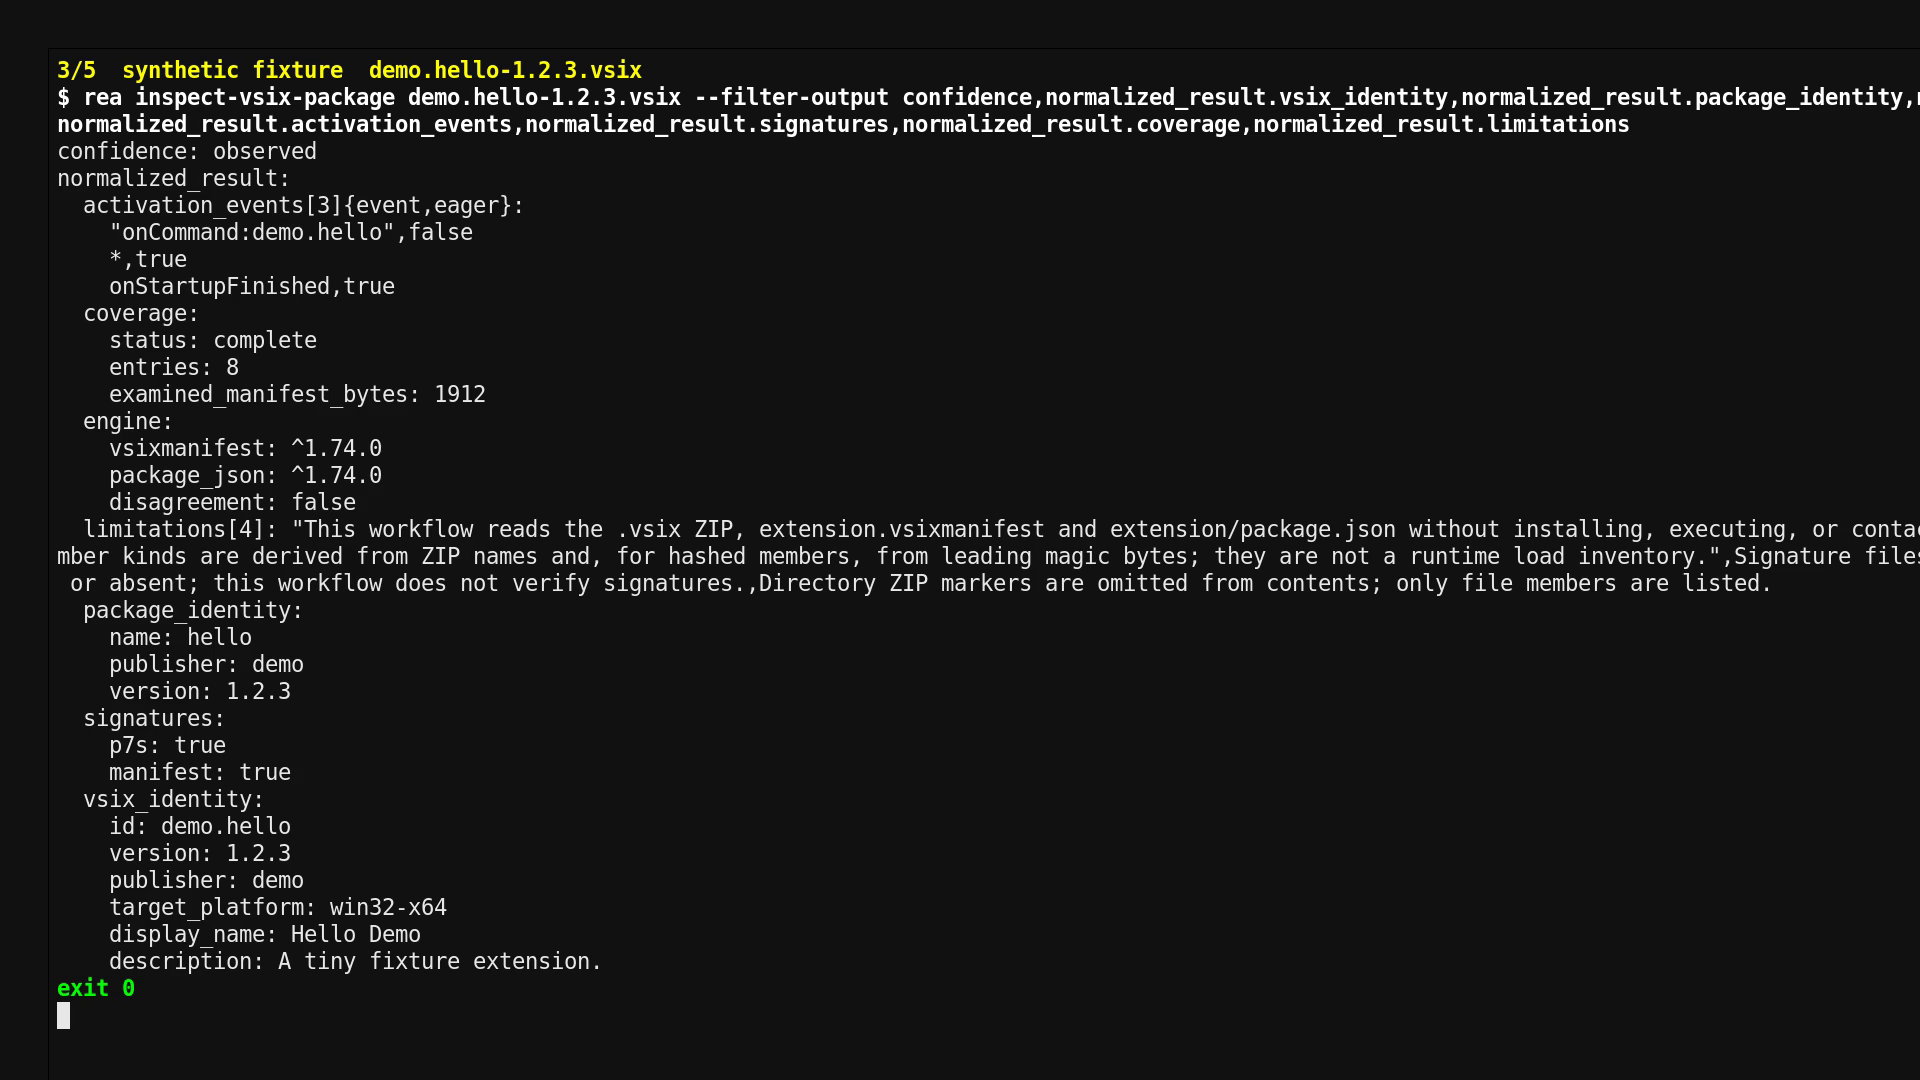 3/5  synthetic fixture  demo.hello-1.2.3.vsix
$ rea inspect-vsix-package demo.hello-1.2.3.vsix --filter-output confidence,normalized_result.vsix_identity,normalized_result.package_identity,
normalized_result.activation_events,normalized_result.signatures,normalized_result.coverage,normalized_result.limitations
confidence: observed
normalized_result:
  activation_events[3]{event,eager}:
    "onCommand:demo.hello",false
    *,true
    onStartupFinished,true
  coverage:
    status: complete
    entries: 8
    examined_manifest_bytes: 1912
  engine:
    vsixmanifest: ^1.74.0
    package_json: ^1.74.0
    disagreement: false
  limitations[4]: "This workflow reads the .vsix ZIP, extension.vsixmanifest and extension/package.json without installing, executing, or
mber kinds are derived from ZIP names and, for hashed members, from leading magic bytes; they are not a runtime load inventory.",Signature files
 or absent; this workflow does not verify signatures.,Directory ZIP markers are omitted from contents; only file members are listed.
  package_identity:
    name: hello
    publisher: demo
    version: 1.2.3
  signatures:
    p7s: true
    manifest: true
  vsix_identity:
    id: demo.hello
    version: 1.2.3
    publisher: demo
    target_platform: win32-x64
    display_name: Hello Demo
    description: A tiny fixture extension.
exit 0